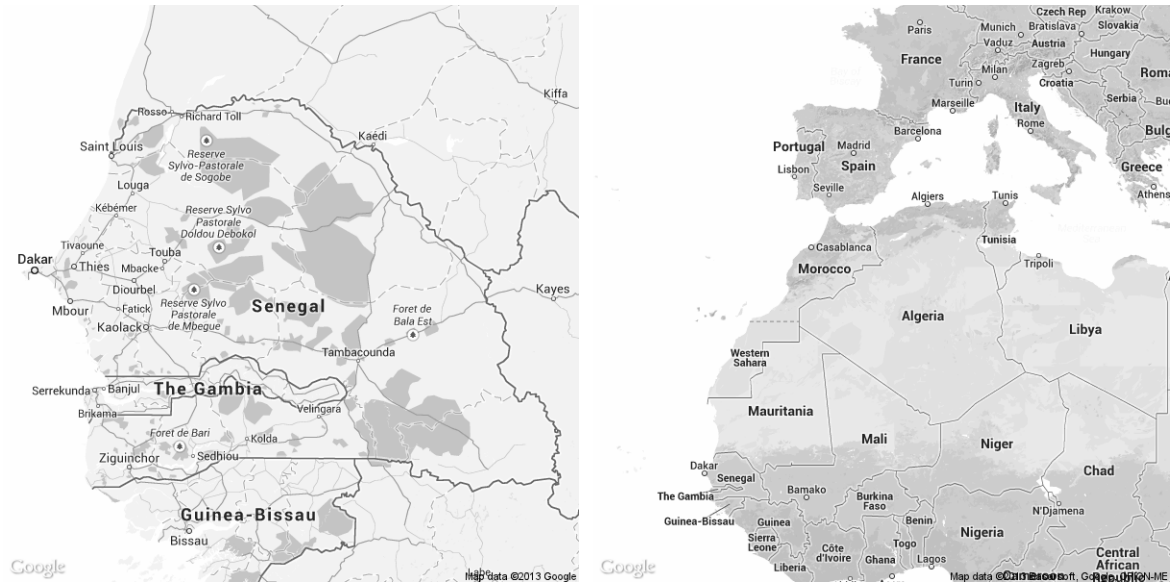 Kiffa
Rosso
Richard Toll
Kaédi
Saint Louis
Reserve
Sylvo-Pastorale
de Sogobe
Louga
Kébémer
Reserve Sylvo
Pastorale
Doldou Debokol
Tivaoune
Touba
Dakar
Thies
Mbacke
Diourbel
Kayes
Mbour
Fatick
Reserve Sylvo
Pastorale
de Mbegue
Senegal
Foret de
Bala Est
Kaolack
Tambacounda
Serrekunda
Banjul
The Gambia
Brikama
Velingara
Foret de Bari
Kolda
Ziguinchor
Sedhiou
Guinea-Bissau
Bissau
Labe
Google
Map data ©2013 Google
Paris
Munich
Czech Rep
Krakow
Bratislava
Slovakia
Vaduz
Austria
France
Hungary
Milan
Zagreb
Turin
Croatia
Roma
Marseille
Italy
Serbia
Bu
Barcelona
Rome
Portugal
Madrid
Bulg
Lisbon
Spain
Greece
Seville
Algiers
Tunis
Athens
Casablanca
Tunisia
Morocco
Tripoli
Algeria
Libya
Western
Sahara
Mauritania
Mali
Niger
Chad
Dakar
Senegal
The Gambia
Bamako
Burkina
Faso
N'Djamena
Guinea-Bissau
Guinea
Benin
Nigeria
Sierra
Leone
Côte
d'Ivoire
Togo
Ghana
Lagos
Liberia
Central
African
Republic
Cameroon
Google